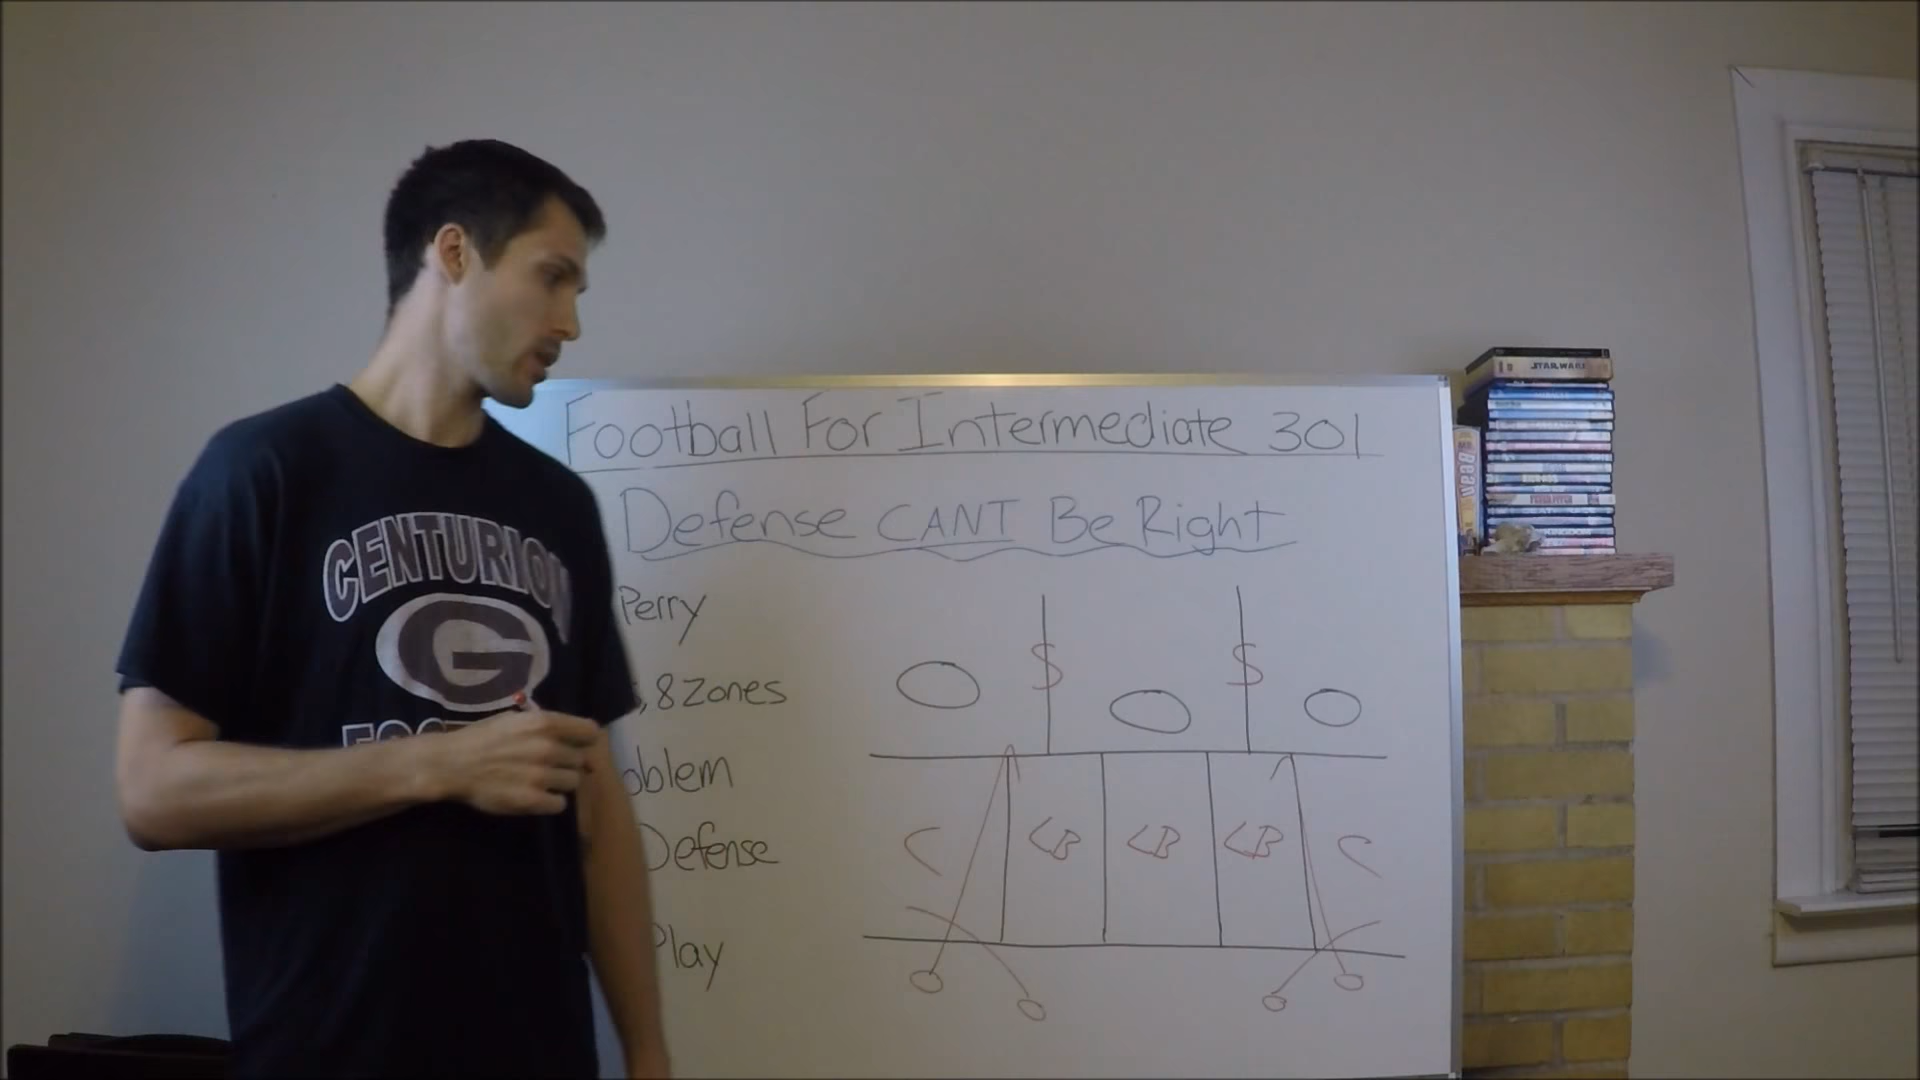 Football For Intermediate 301
Defense CANT Be Right
Perry
, 8 Zones
oblem
Defense
Play
$ $
C LB LB LB C
CENTURION
G
STAR WARS
Bean